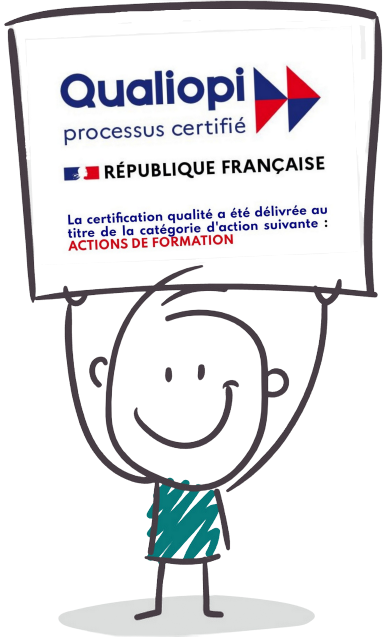 Qualiopi
processus certifié
RÉPUBLIQUE FRANÇAISE
La certification qualité a été délivrée au
titre de la catégorie d'action suivante :
ACTIONS DE FORMATION